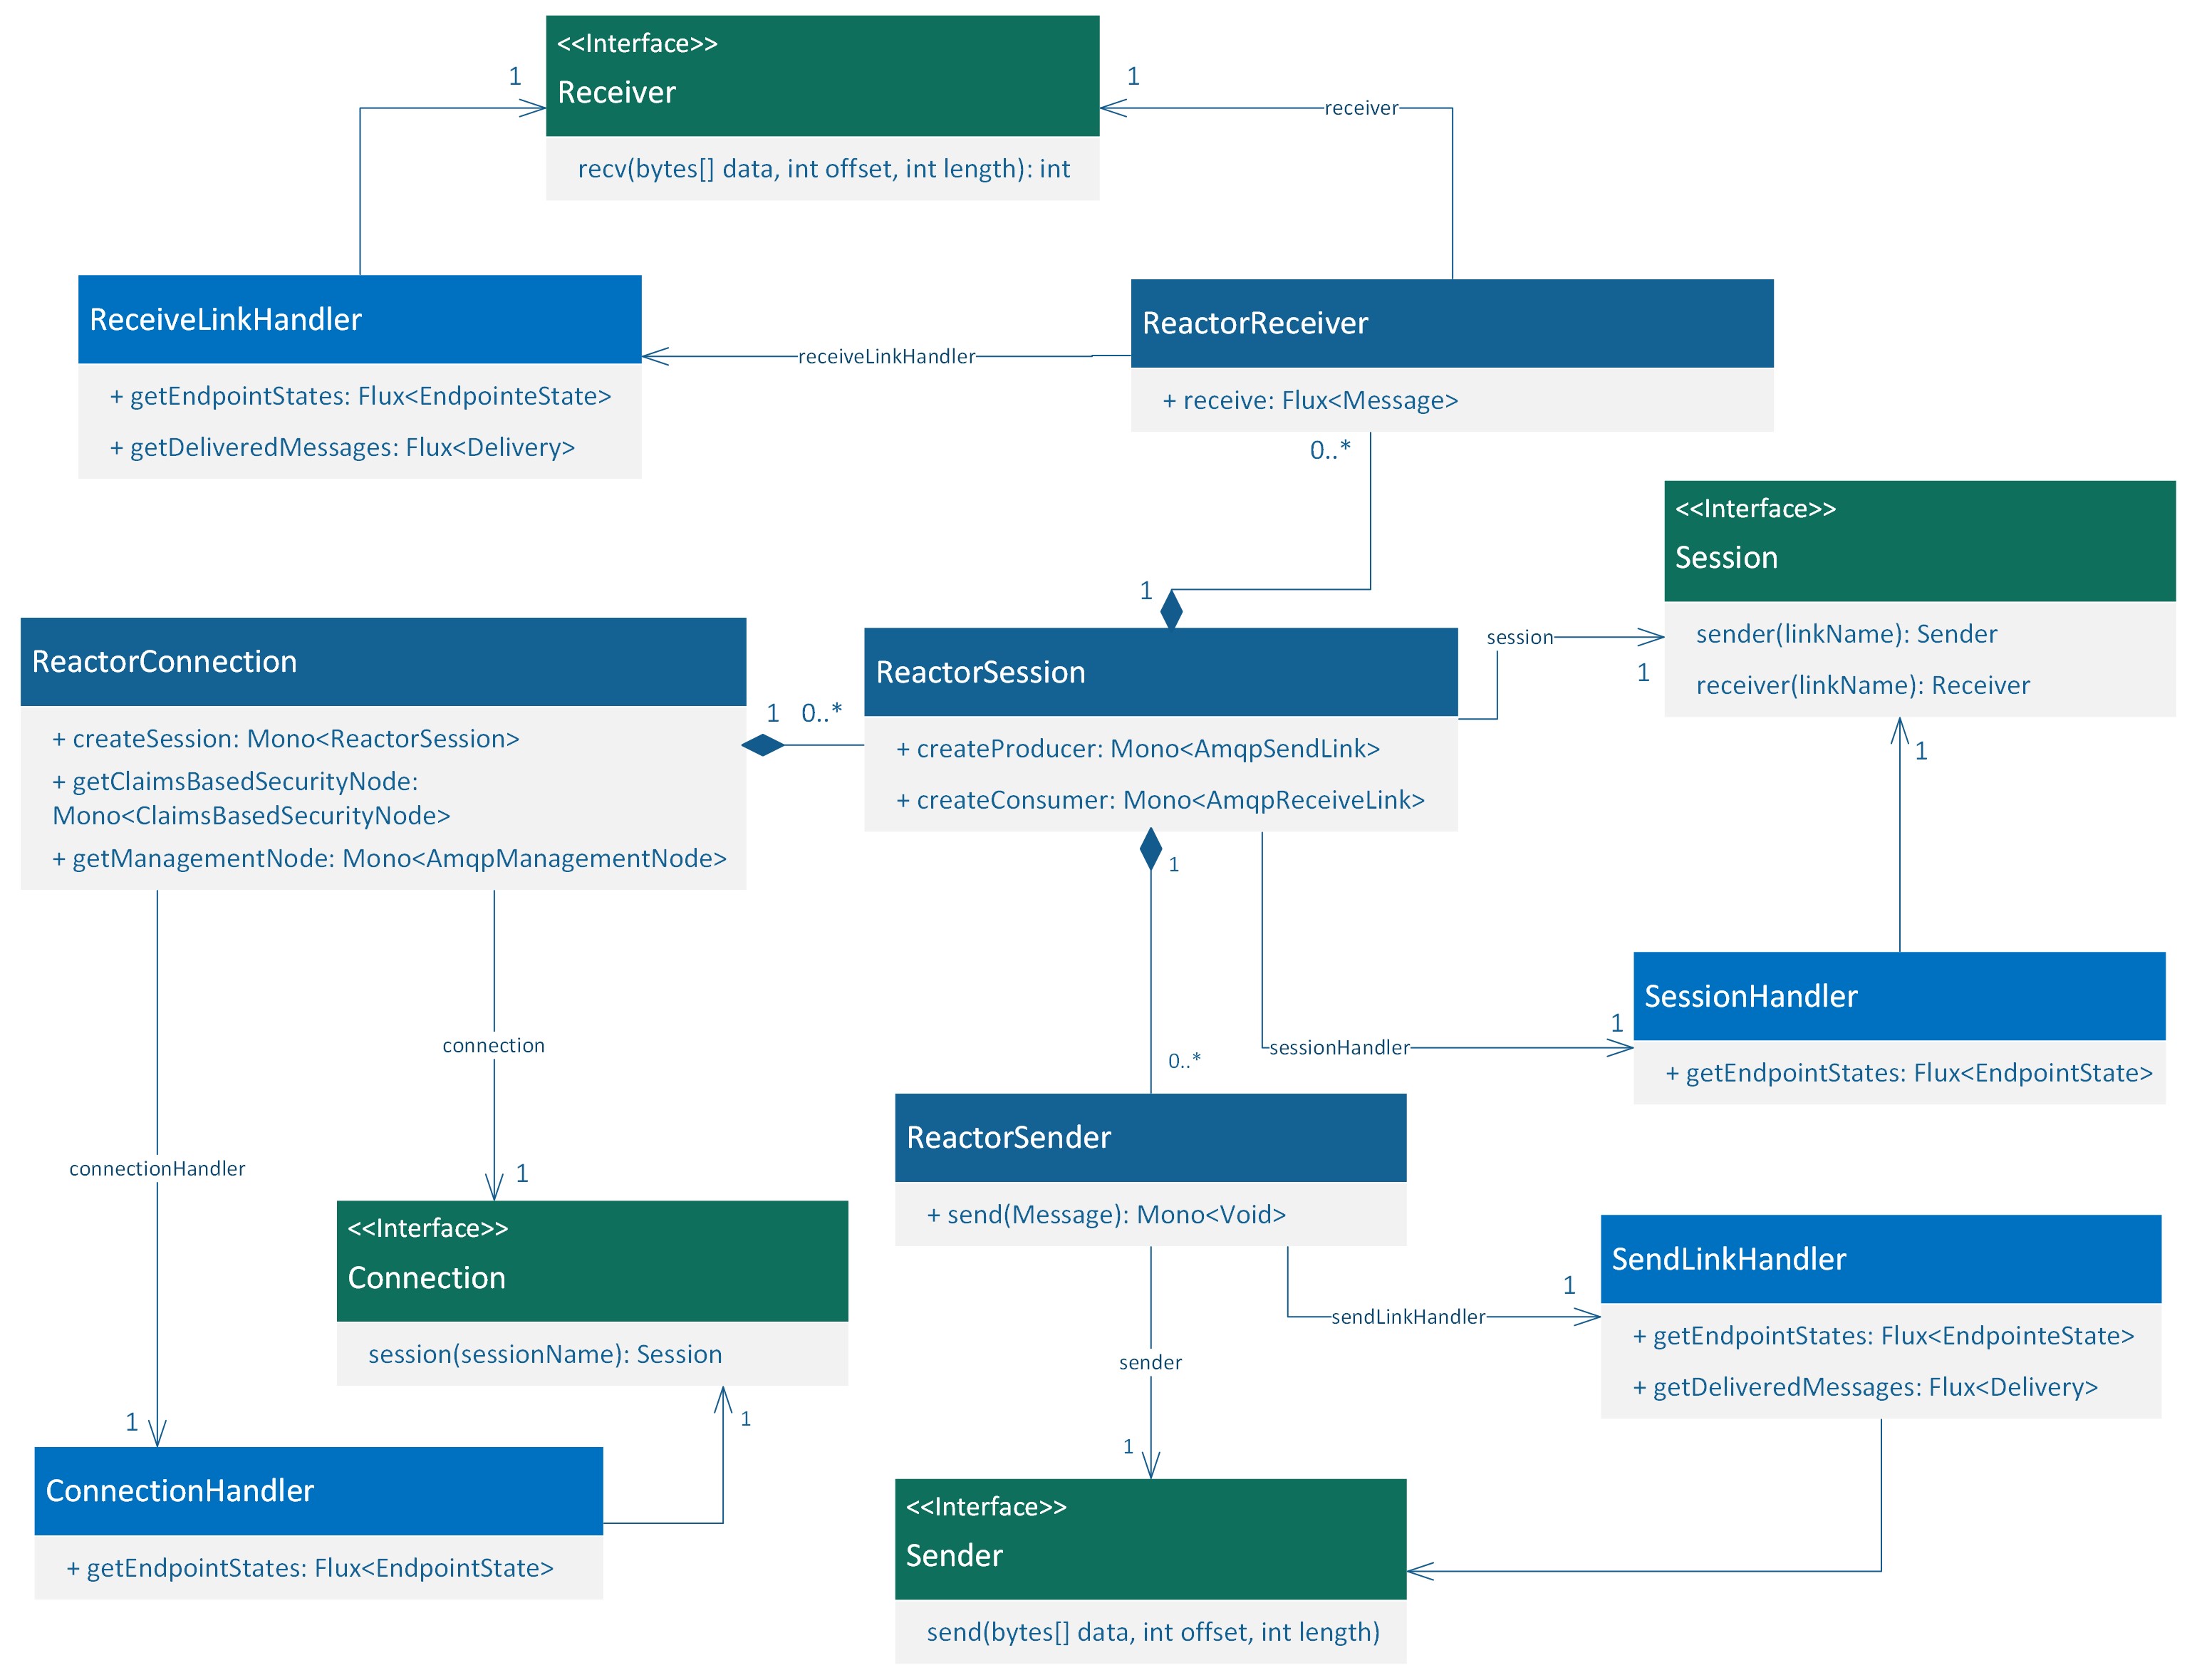 <<Interface>>
Receiver
recv(bytes[] data, int offset, int length): int
1
1
receiver
ReceiveLinkHandler
+ getEndpointStates: Flux<EndpointeState>
+ getDeliveredMessages: Flux<Delivery>
receiveLinkHandler
ReactorReceiver
+ receive: Flux<Message>
0..*
1
<<Interface>>
Session
sender(linkName): Sender
receiver(linkName): Receiver
session
1
1
ReactorConnection
+ createSession: Mono<ReactorSession>
+ getClaimsBasedSecurityNode:
Mono<ClaimsBasedSecurityNode>
+ getManagementNode: Mono<AmqpManagementNode>
1
0..*
ReactorSession
+ createProducer: Mono<AmqpSendLink>
+ createConsumer: Mono<AmqpReceiveLink>
1
0..*
sessionHandler
1
SessionHandler
+ getEndpointStates: Flux<EndpointState>
connection
1
connectionHandler
1
<<Interface>>
Connection
session(sessionName): Session
1
ConnectionHandler
+ getEndpointStates: Flux<EndpointState>
ReactorSender
+ send(Message): Mono<Void>
sendLinkHandler
1
SendLinkHandler
+ getEndpointStates: Flux<EndpointeState>
+ getDeliveredMessages: Flux<Delivery>
sender
1
<<Interface>>
Sender
send(bytes[] data, int offset, int length)